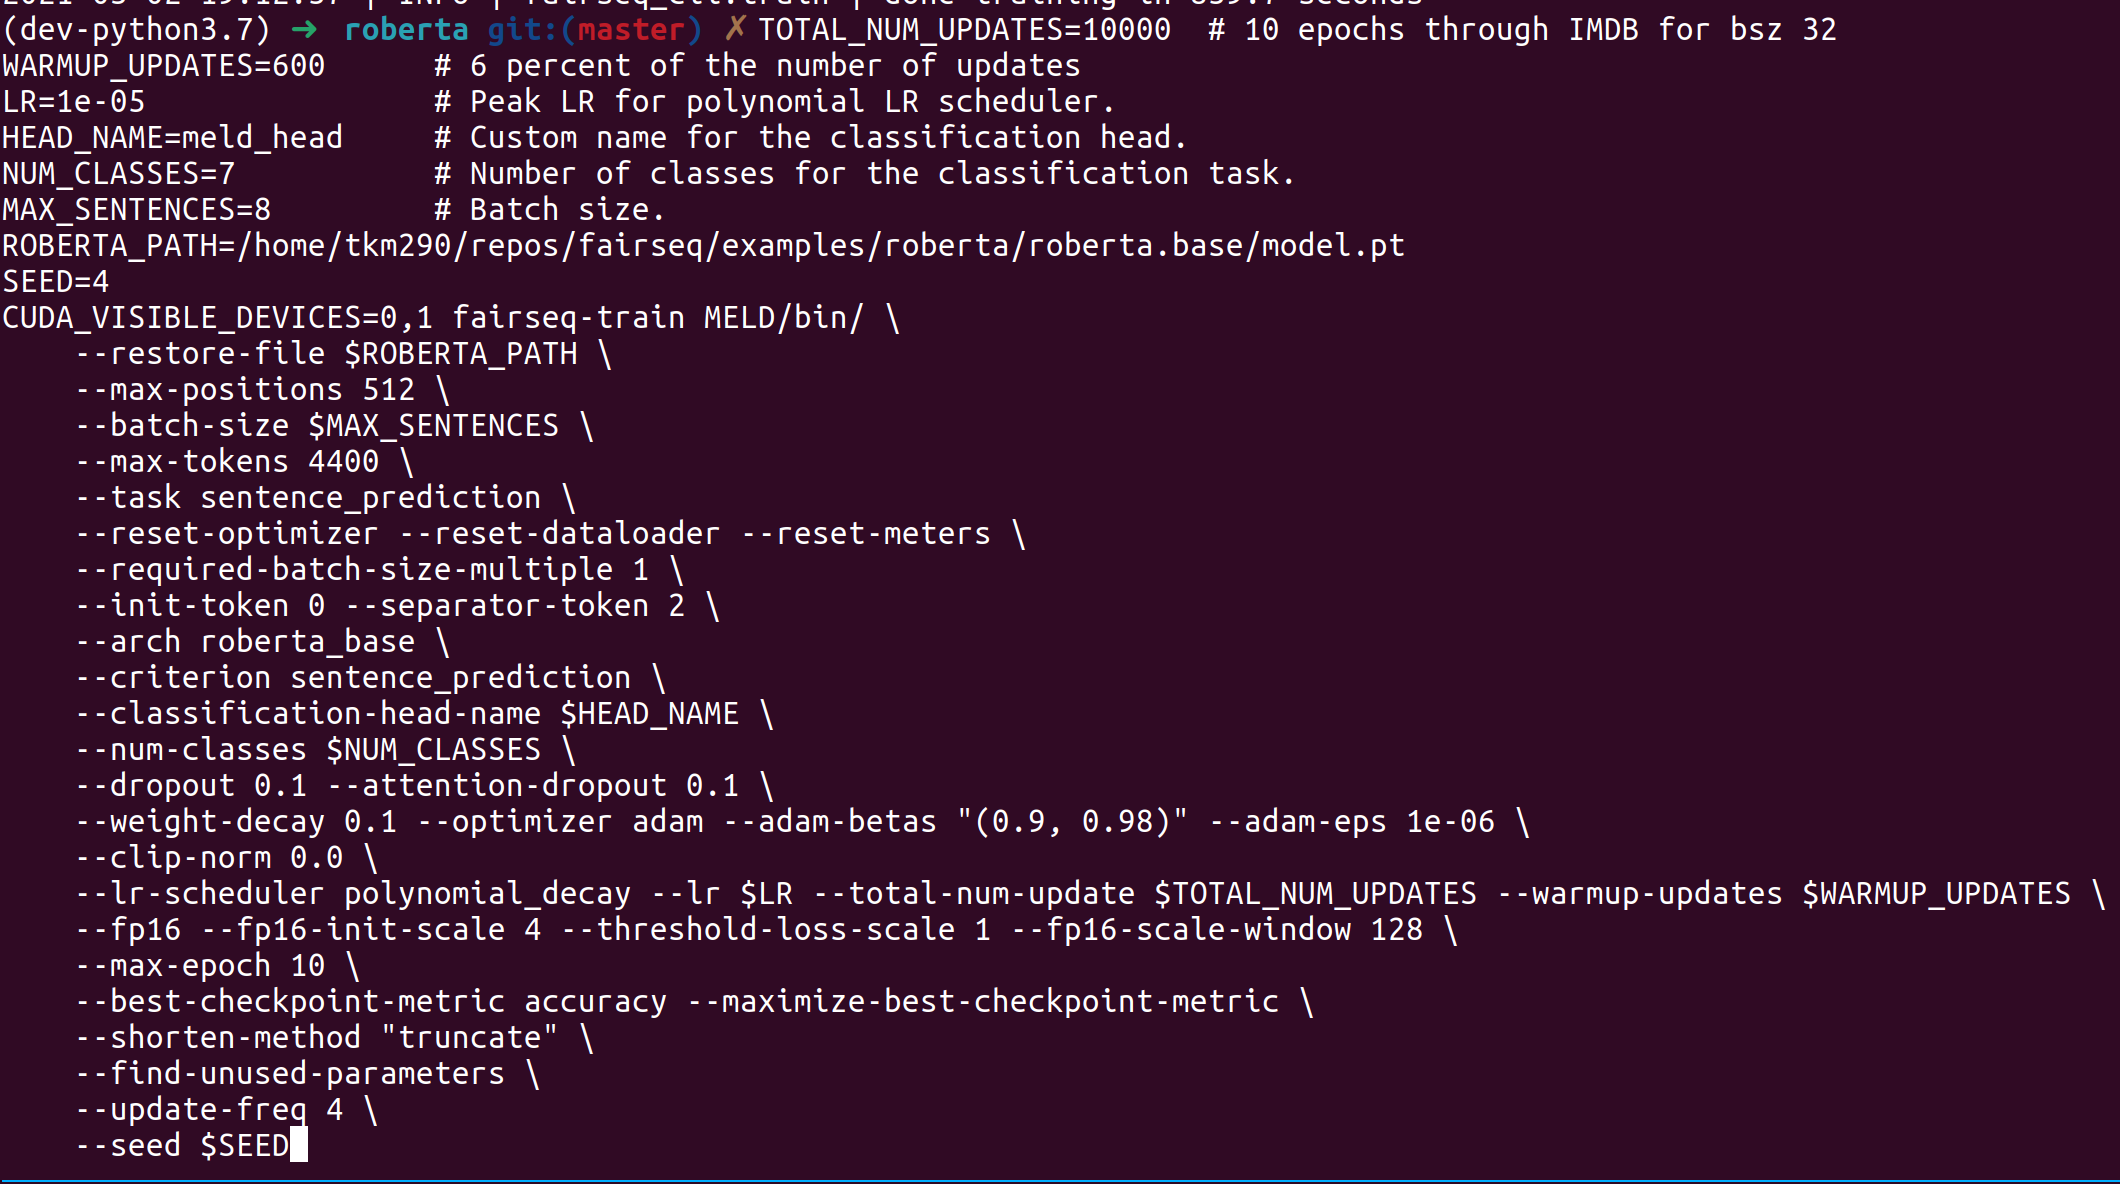 (dev-python3.7) ➜ roberta git:(master) ✗ TOTAL_NUM_UPDATES=10000  # 10 epochs through IMDB for bsz 32
WARMUP_UPDATES=600      # 6 percent of the number of updates
LR=1e-05                # Peak LR for polynomial LR scheduler.
HEAD_NAME=meld_head     # Custom name for the classification head.
NUM_CLASSES=7           # Number of classes for the classification task.
MAX_SENTENCES=8         # Batch size.
ROBERTA_PATH=/home/tkm290/repos/fairseq/examples/roberta/roberta.base/model.pt
SEED=4
CUDA_VISIBLE_DEVICES=0,1 fairseq-train MELD/bin/ \
    --restore-file $ROBERTA_PATH \
    --max-positions 512 \
    --batch-size $MAX_SENTENCES \
    --max-tokens 4400 \
    --task sentence_prediction \
    --reset-optimizer --reset-dataloader --reset-meters \
    --required-batch-size-multiple 1 \
    --init-token 0 --separator-token 2 \
    --arch roberta_base \
    --criterion sentence_prediction \
    --classification-head-name $HEAD_NAME \
    --num-classes $NUM_CLASSES \
    --dropout 0.1 --attention-dropout 0.1 \
    --weight-decay 0.1 --optimizer adam --adam-betas "(0.9, 0.98)" --adam-eps 1e-06 \
    --clip-norm 0.0 \
    --lr-scheduler polynomial_decay --lr $LR --total-num-update $TOTAL_NUM_UPDATES --warmup-updates $WARMUP_UPDATES \
    --fp16 --fp16-init-scale 4 --threshold-loss-scale 1 --fp16-scale-window 128 \
    --max-epoch 10 \
    --best-checkpoint-metric accuracy --maximize-best-checkpoint-metric \
    --shorten-method "truncate" \
    --find-unused-parameters \
    --update-freq 4 \
    --seed $SEED